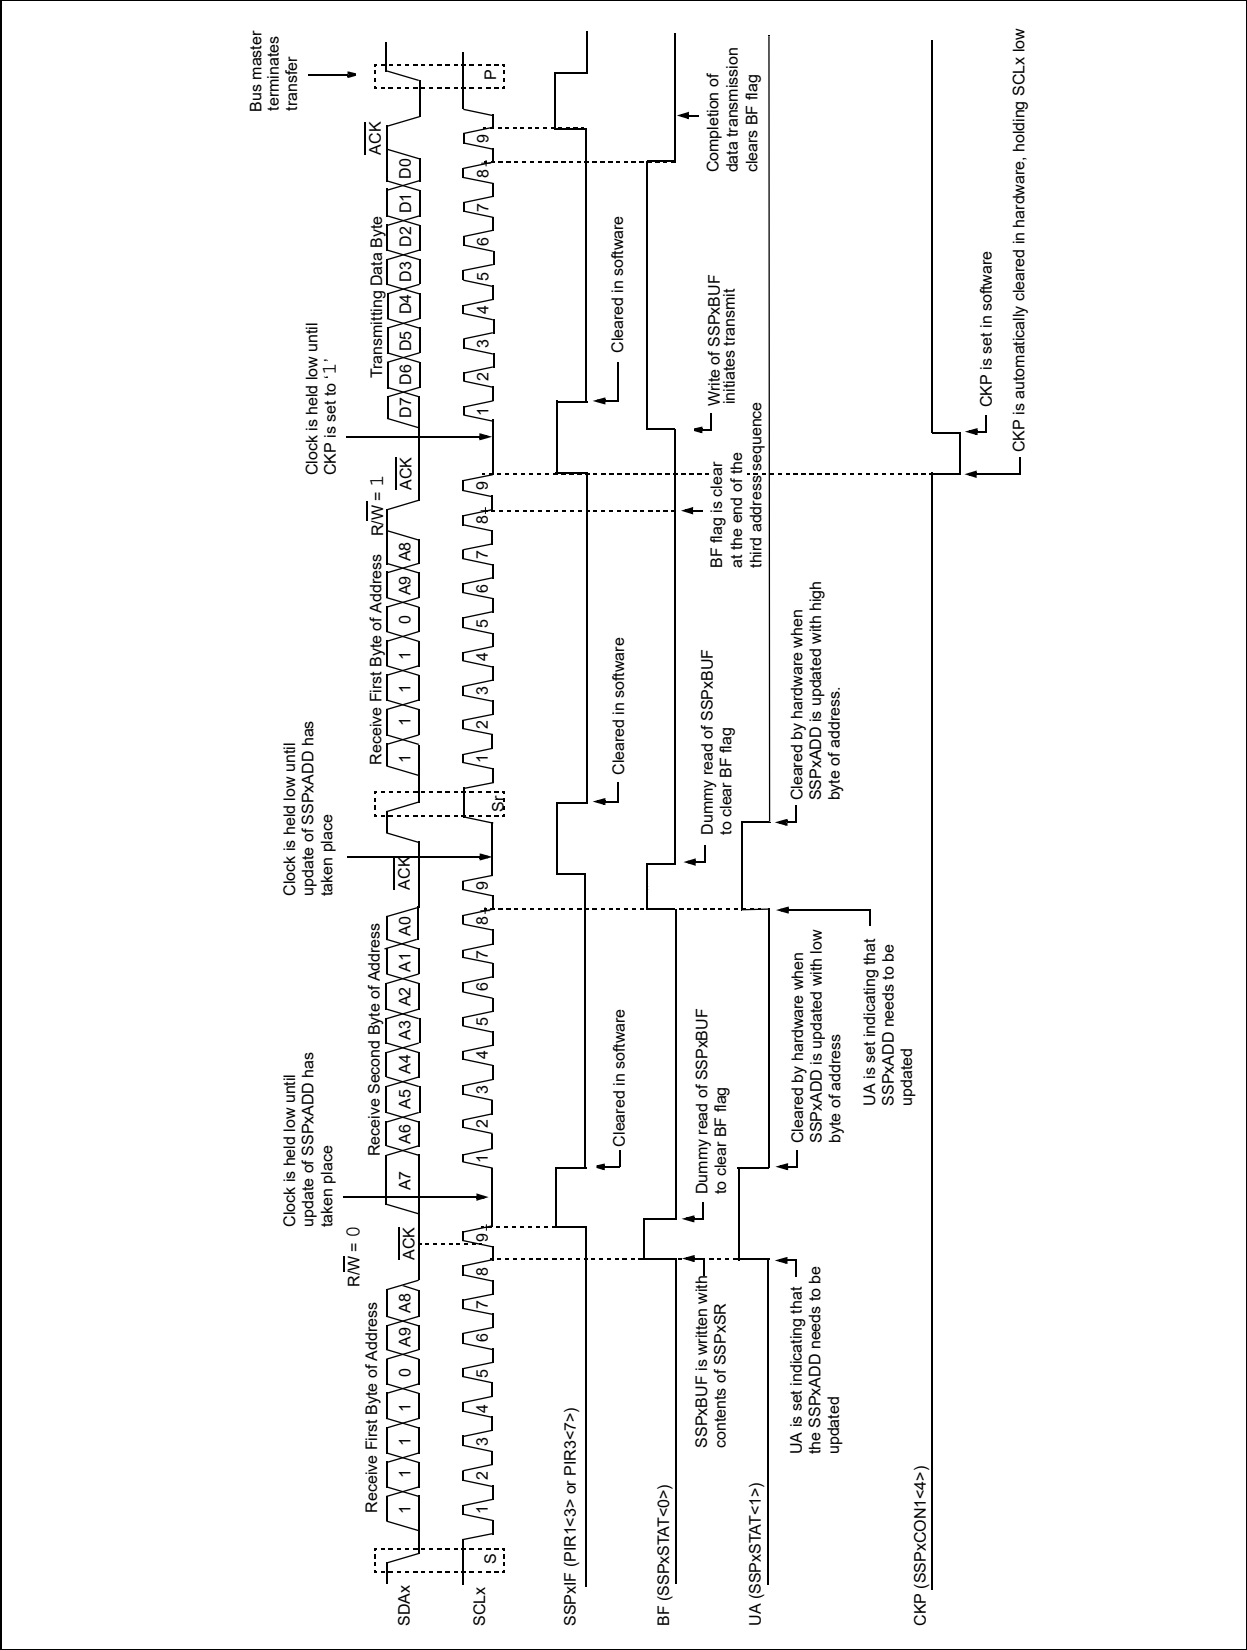 Bus master
terminates
transfer
Clock is held low until
CKP is set to ‘1’
Clock is held low until
update of SSPxADD has
taken place
Clock is held low until
update of SSPxADD has
taken place
R/W = 0
R/W = 1
Receive First Byte of Address
Receive Second Byte of Address
Receive First Byte of Address
Transmitting Data Byte
SDAx
1 1 1 1 0 A9 A8 ACK
A7 A6 A5 A4 A3 A2 A1 A0 ACK
1 1 1 1 0 A9 A8 ACK
D7 D6 D5 D4 D3 D2 D1 D0 ACK
SCLx
S 1 2 3 4 5 6 7 8 9
1 2 3 4 5 6 7 8 9
Sr 1 2 3 4 5 6 7 8 9
1 2 3 4 5 6 7 8 9 P
SSPxIF (PIR1<3> or PIR3<7>)
Cleared in software
Cleared in software
Cleared in software
BF (SSPxSTAT<0>)
SSPxBUF is written with
contents of SSPxSR
Dummy read of SSPxBUF
to clear BF flag
Dummy read of SSPxBUF
to clear BF flag
BF flag is clear
at the end of the
third address sequence
Write of SSPxBUF
initiates transmit
Completion of
data transmission
clears BF flag
UA (SSPxSTAT<1>)
UA is set indicating that
the SSPxADD needs to be
updated
Cleared by hardware when
SSPxADD is updated with low
byte of address
UA is set indicating that
SSPxADD needs to be
updated
Cleared by hardware when
SSPxADD is updated with high
byte of address.
CKP (SSPxCON1<4>)
CKP is set in software
CKP is automatically cleared in hardware, holding SCLx low